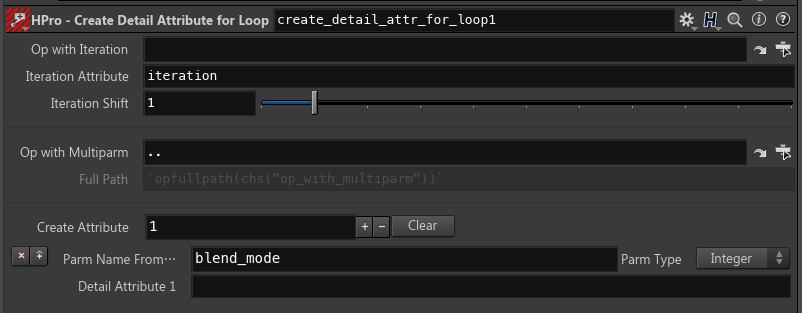 HPro - Create Detail Attribute for Loop create_detail_attr_for_loop1
Op with Iteration
Iteration Attribute iteration
Iteration Shift 1
Op with Multiparm ..
Full Path `opfullpath(chs("op_with_multiparm"))`
Create Attribute 1 + − Clear
Parm Name From··· blend_mode Parm Type Integer
Detail Attribute 1